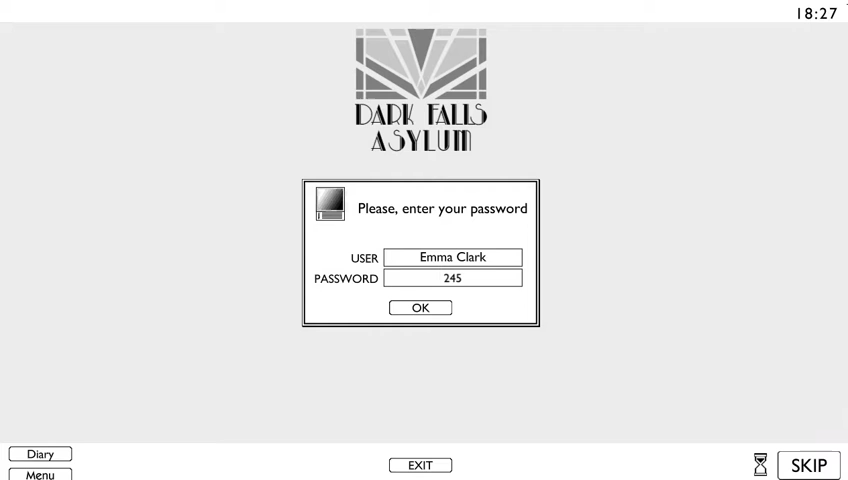 18:27
DARK FALLS
ASYLUM
Please, enter your password
USER Emma Clark
PASSWORD 245
OK
Diary
EXIT
SKIP
Menu